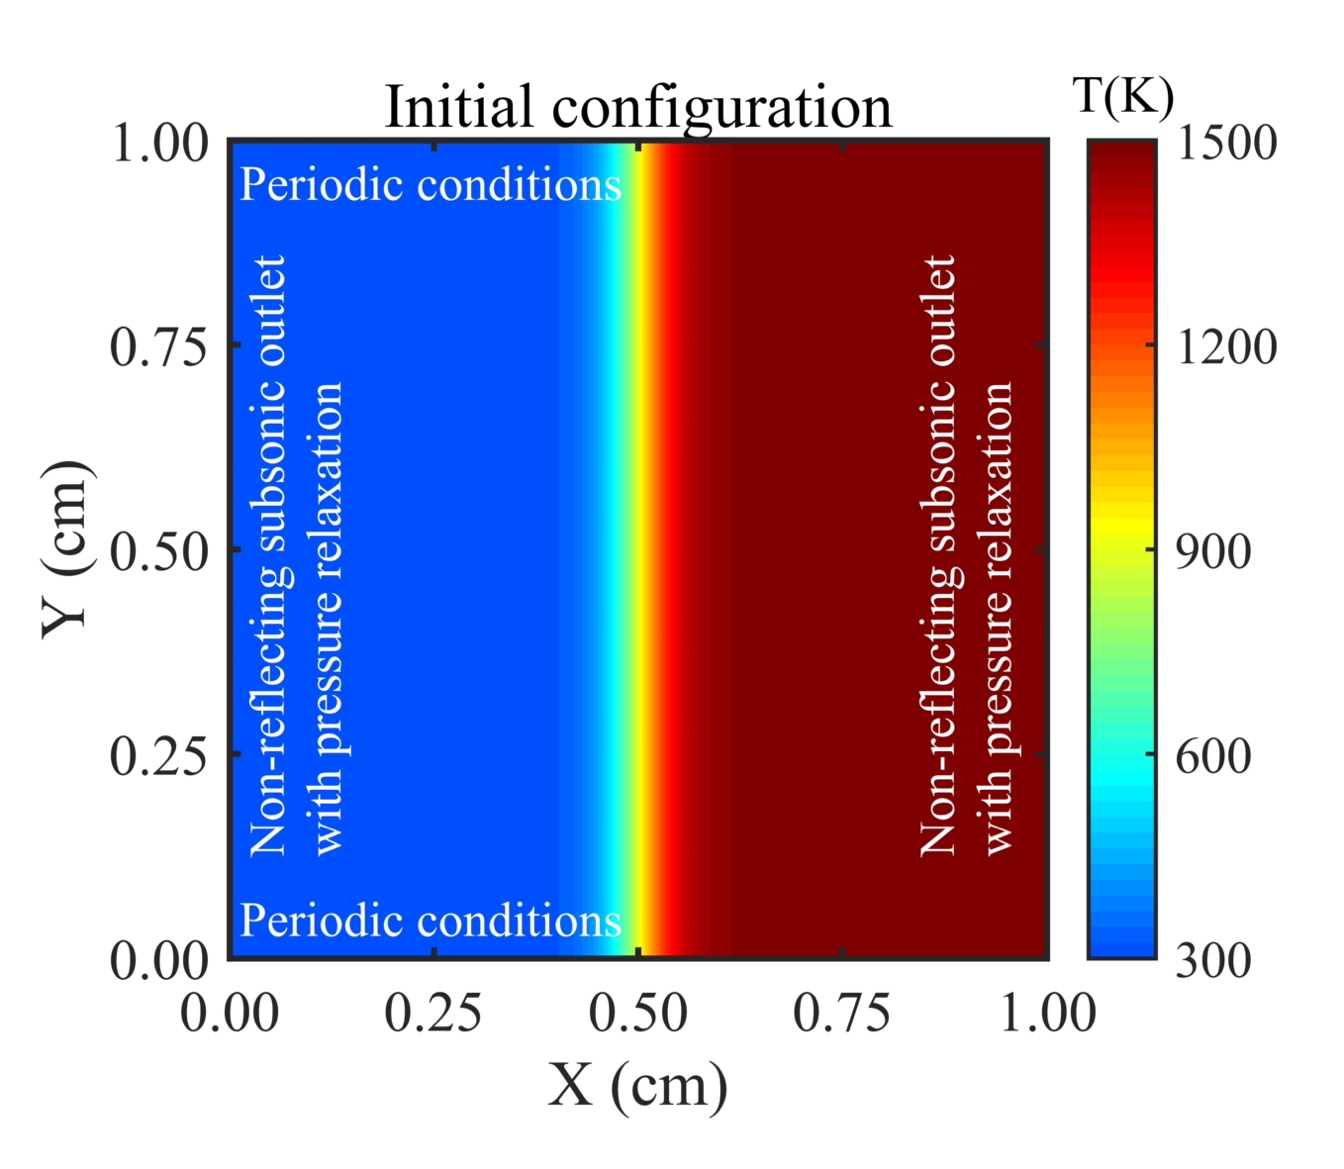 Initial configuration
T(K)
1.00
0.75
0.50
0.25
0.00
Y (cm)
Periodic conditions
Non-reflecting subsonic outlet
with pressure relaxation
Non-reflecting subsonic outlet
with pressure relaxation
Periodic conditions
1500
1200
900
600
300
0.00 0.25 0.50 0.75 1.00
X (cm)